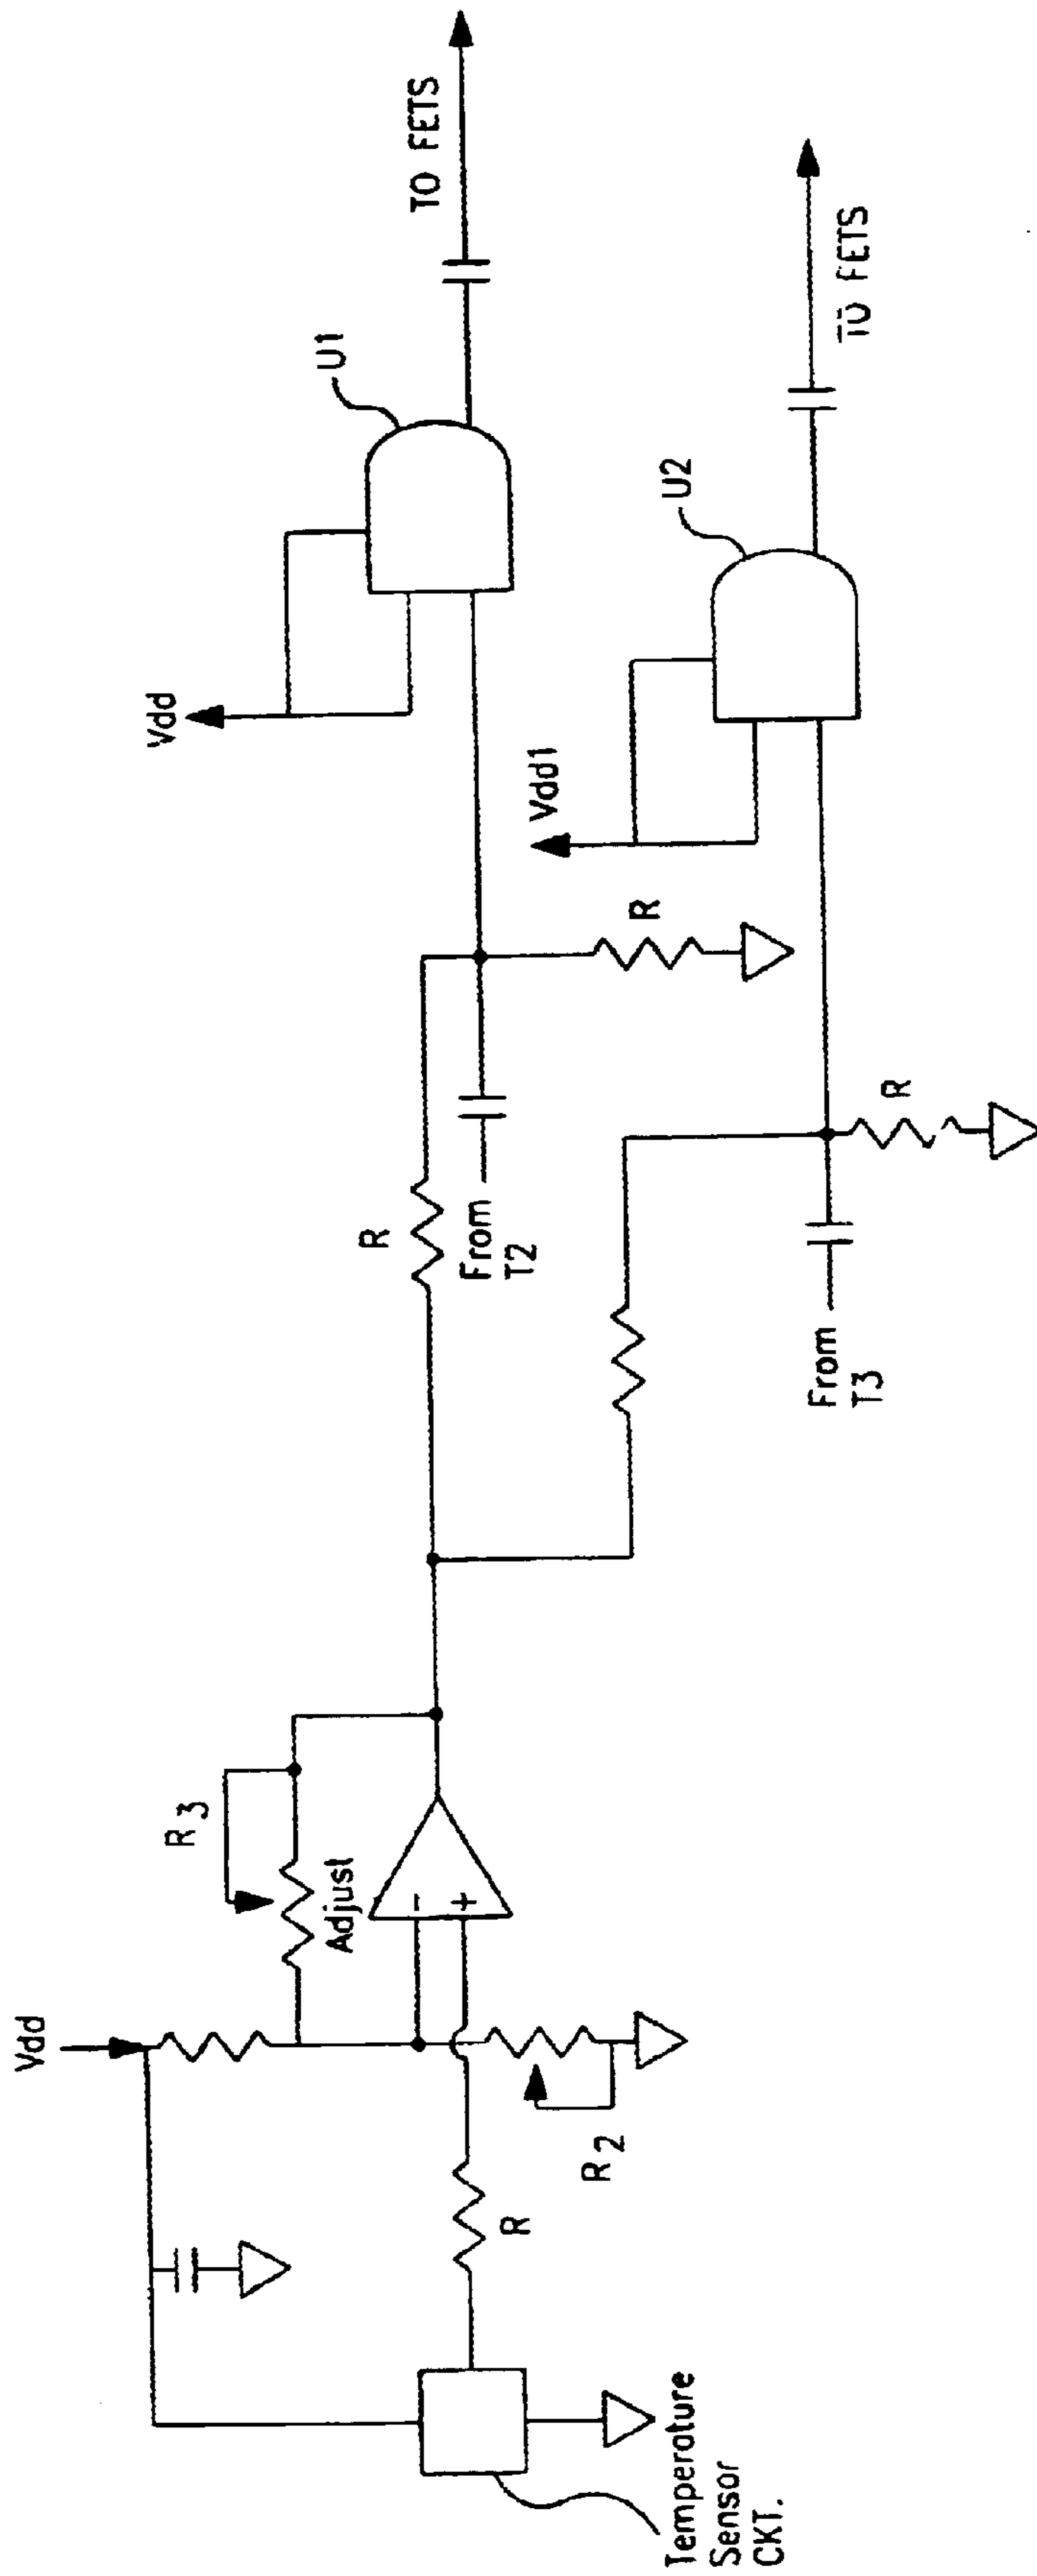 Vdd
R3
Adjust
-
+
R2
R
Temperature
Sensor
CKT.
R
From
T2
R
Vdd
U1
TO FETS
From
T3
R
Vdd1
U2
TO FETS